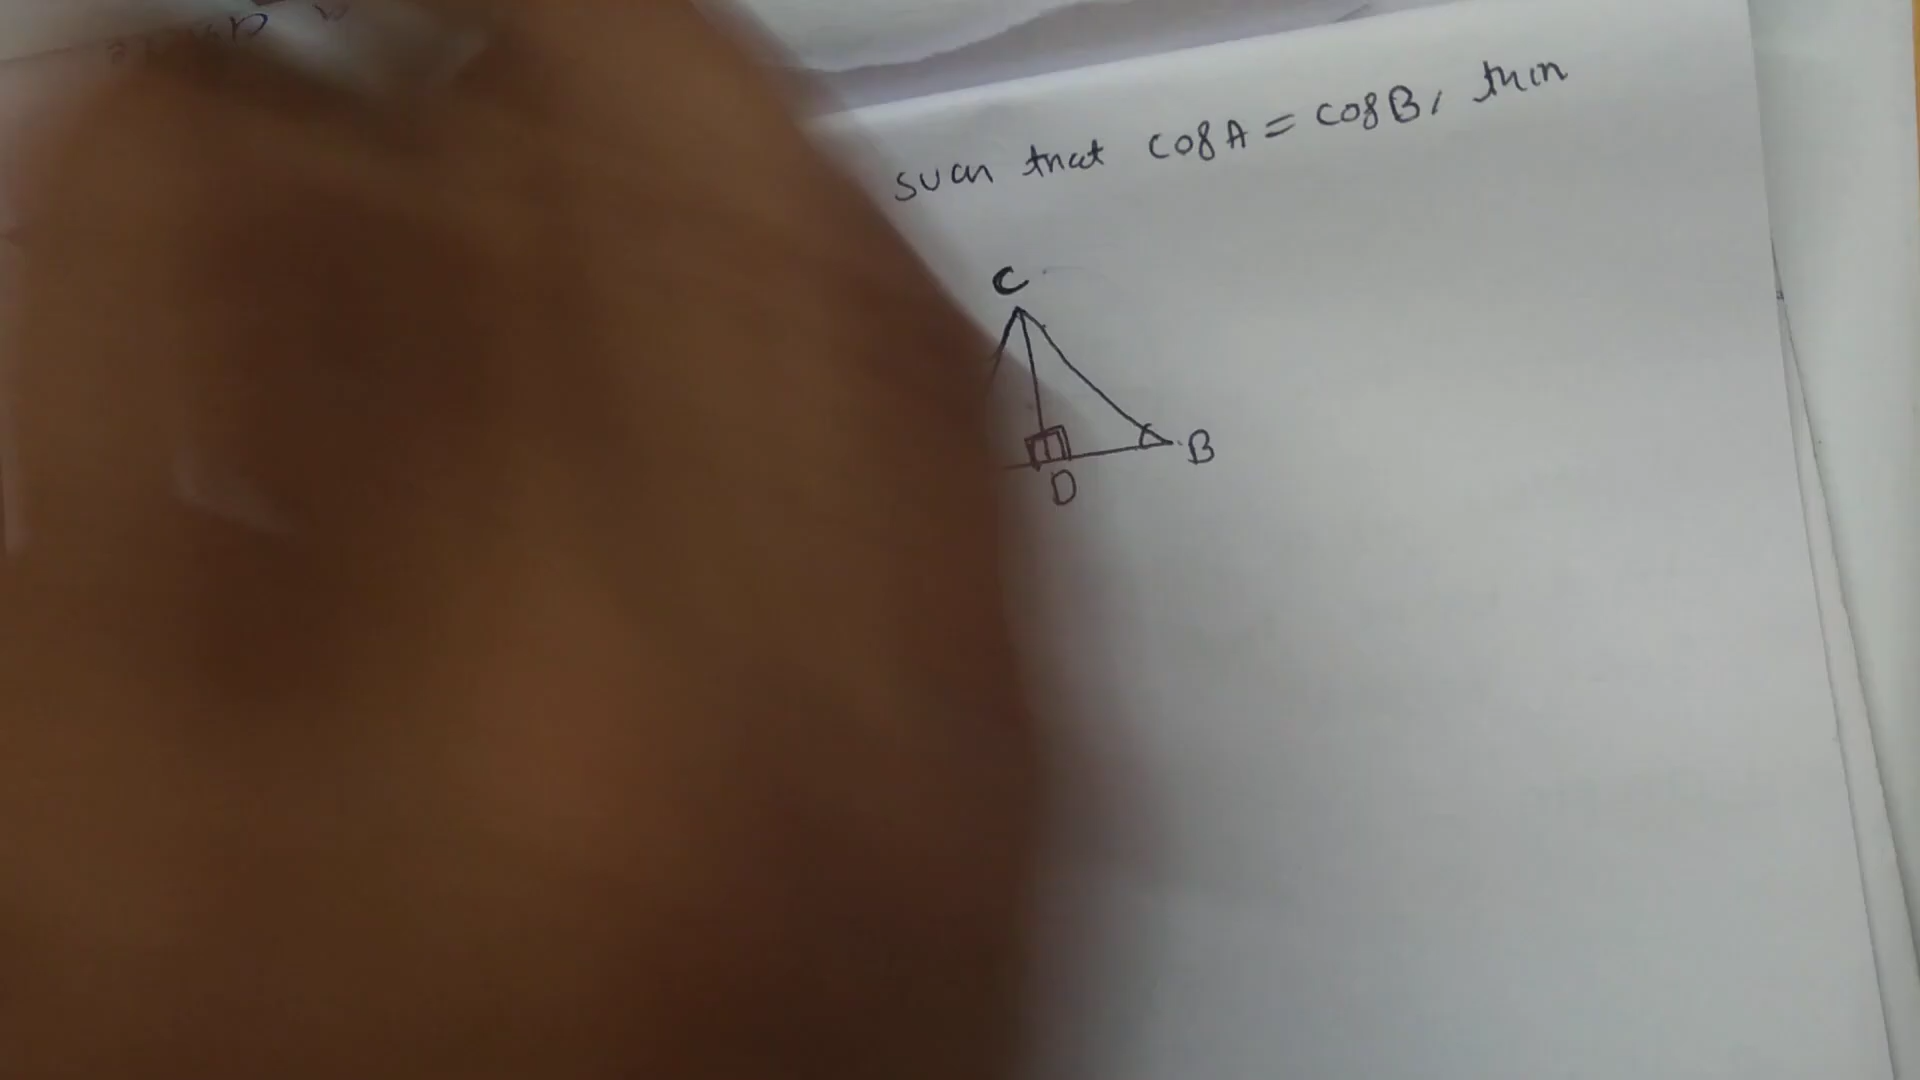 such that cos A = cos B, then
C
B
D